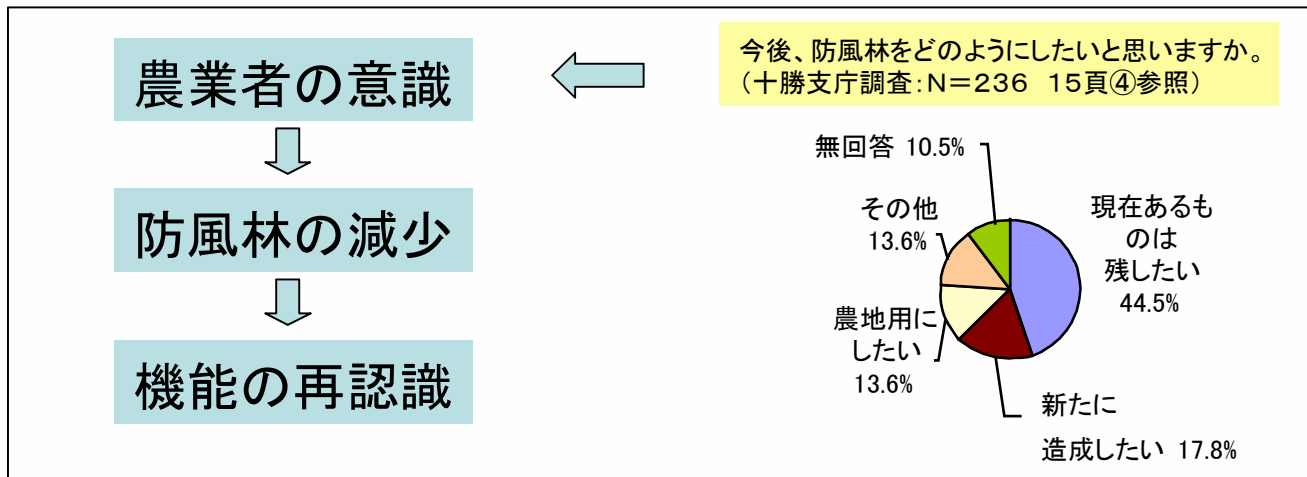 農業者の意識
防風林の減少
機能の再認識
今後、防風林をどのようにしたいと思いますか。
（十勝支庁調査：N＝236　15頁④参照）
無回答 10.5%
その他
13.6%
農地用に
したい
13.6%
現在あるも
のは
残したい
44.5%
新たに
造成したい 17.8%